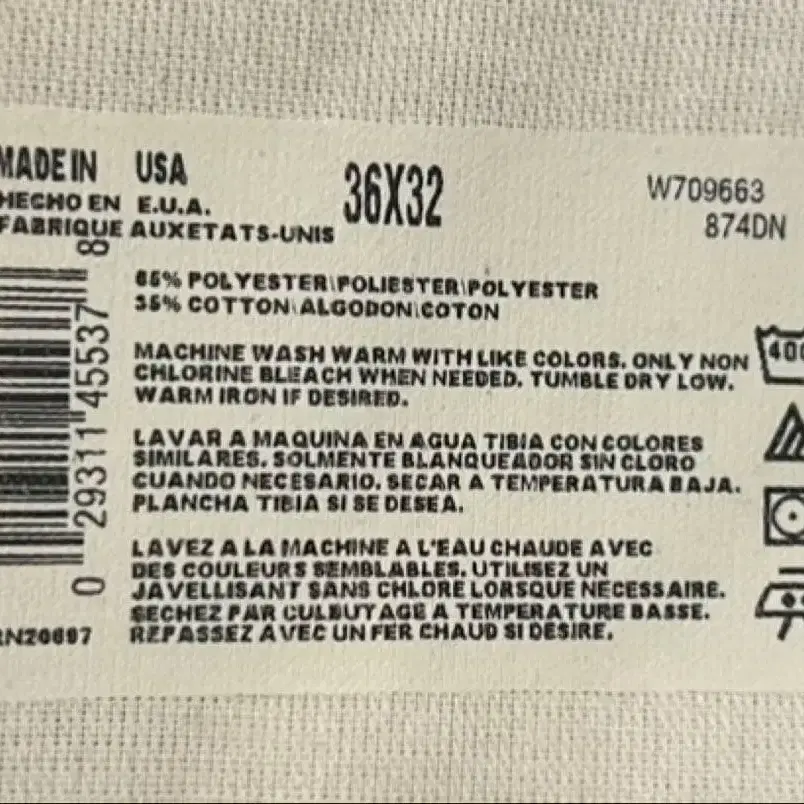 MADE IN USA
36X32
W709663
874DN
HECHO EN E.U.A.
FABRIQUE AUXETATS-UNIS
65% POLYESTER\POLIESTER\POLYESTER
35% COTTON\ALGODON\COTON
MACHINE WASH WARM WITH LIKE COLORS. ONLY NON
CHLORINE BLEACH WHEN NEEDED. TUMBLE DRY LOW.
WARM IRON IF DESIRED.
LAVAR A MAQUINA EN AGUA TIBIA CON COLORES
SIMILARES. SOLMENTE BLANQUEADOR SIN CLORO
CUANDO NECESARIO. SECAR A TEMPERATURA BAJA.
PLANCHA TIBIA SI SE DESEA.
LAVEZ A LA MACHINE A L'EAU CHAUDE AVEC
DES COULEURS SEMBLABLES. UTILISEZ UN
JAVELLISANT SANS CHLORE LORSQUE NECESSAIRE.
SECHEZ PAR CULBUTAGE A TEMPERATURE BASSE.
REPASSEZ AVEC UN FER CHAUD SI DESIRE.
0 29311 45537 8
RN20697